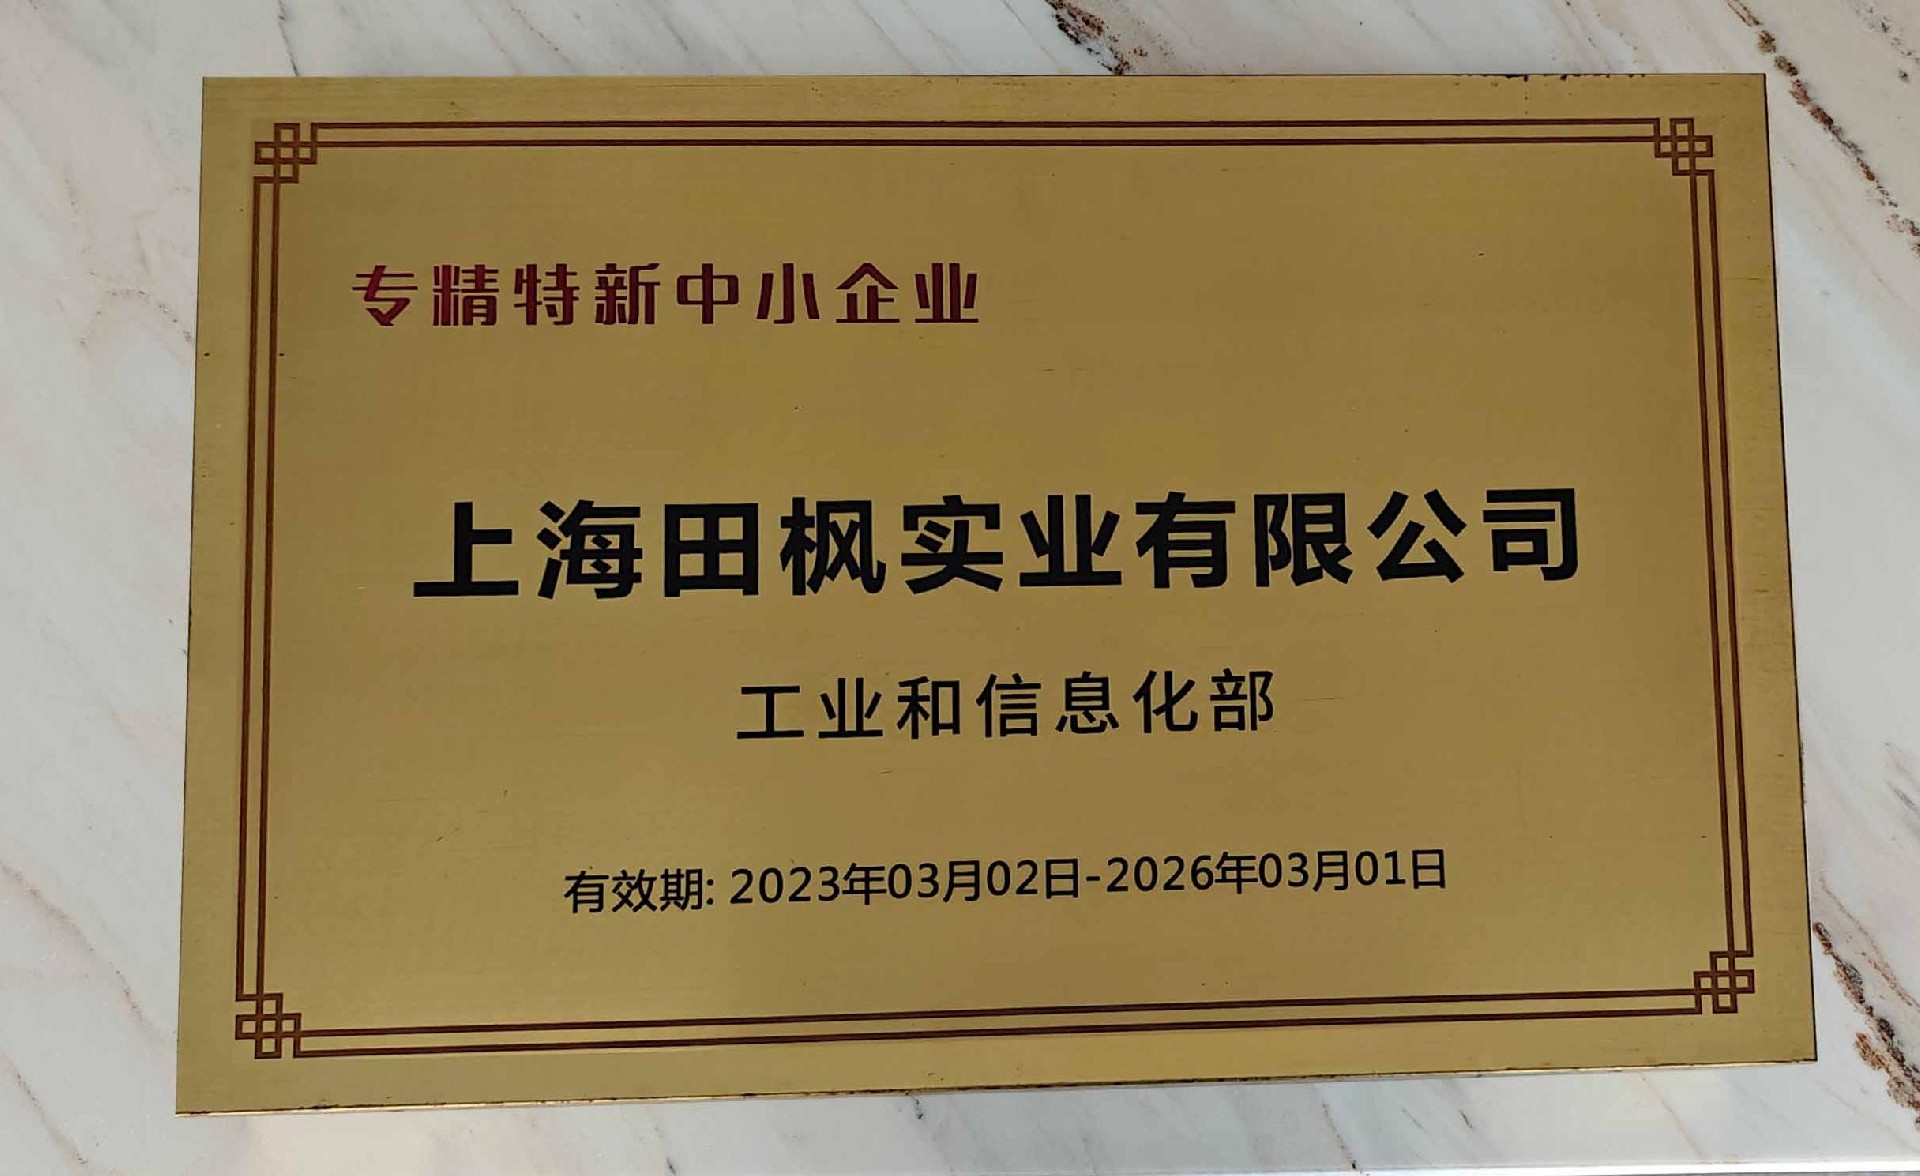 专精特新中小企业
上海田枫实业有限公司
工业和信息化部
有效期: 2023年03月02日-2026年03月01日